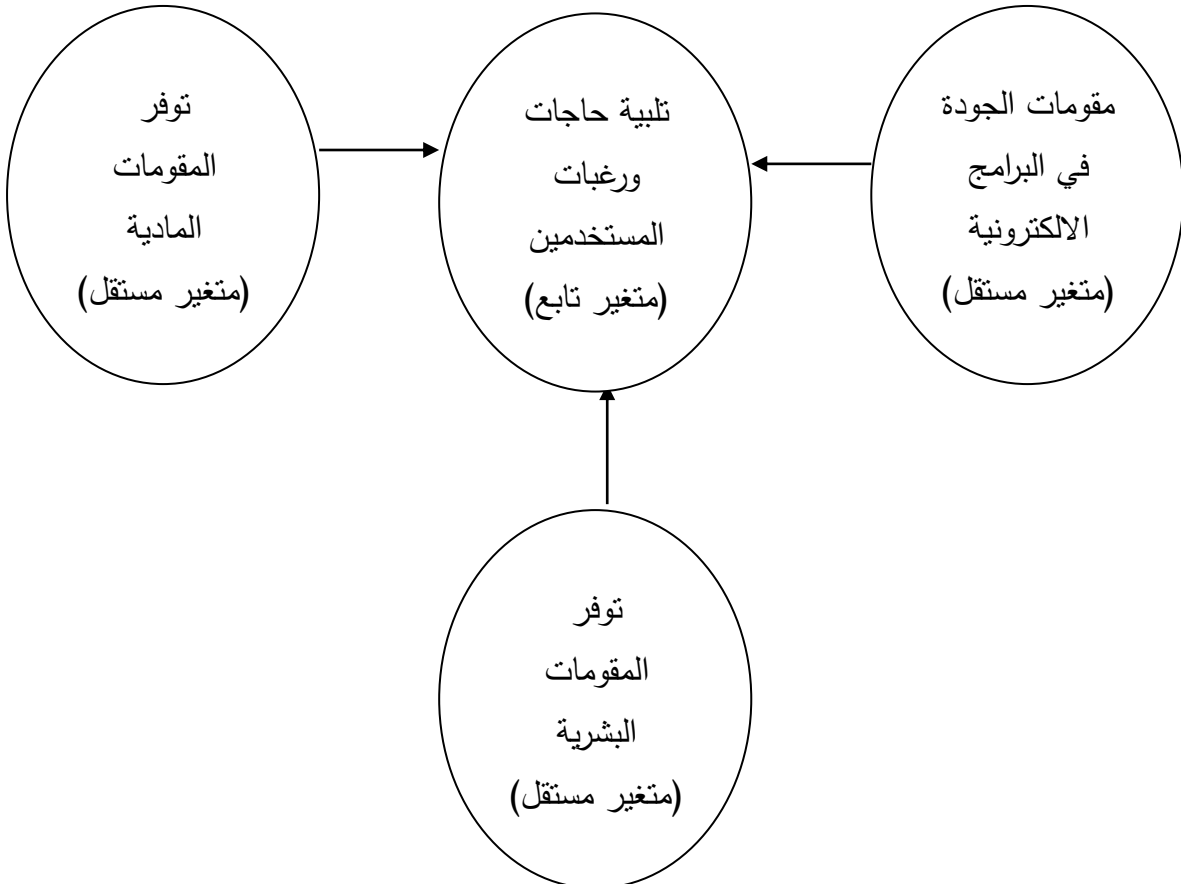 مقومات الجودة
في البرامج
الالكترونية
(متغير مستقل)
تلبية حاجات
ورغبات
المستخدمين
(متغير تابع)
توفر
المقومات
المادية
(متغير مستقل)
توفر
المقومات
البشرية
(متغير مستقل)